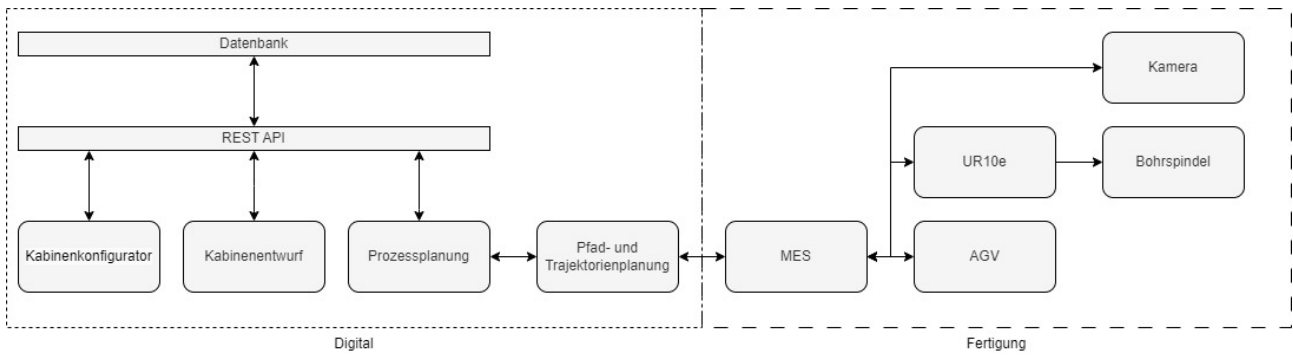 Datenbank
REST API
Kabinenkonfigurator
Kabinenentwurf
Prozessplanung
Pfad- und
Trajektorienplanung
MES
Kamera
UR10e
Bohrspindel
AGV
Digital
Fertigung